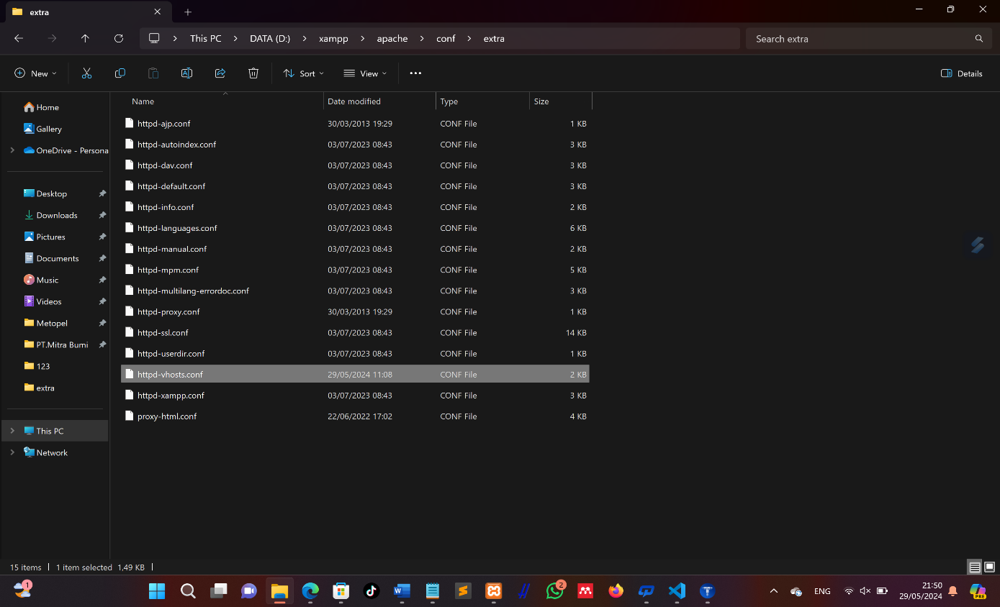 extra
This PC DATA (D:) xampp apache conf extra
Search extra
New
Sort
View
Details
Name Date modified Type Size
Home
Gallery
OneDrive - Persona
Desktop
Downloads
Pictures
Documents
Music
Videos
Metopel
PT.Mitra Bumi
123
extra
This PC
Network
httpd-ajp.conf 30/03/2013 19:29 CONF File 1 KB
httpd-autoindex.conf 03/07/2023 08:43 CONF File 3 KB
httpd-dav.conf 03/07/2023 08:43 CONF File 3 KB
httpd-default.conf 03/07/2023 08:43 CONF File 3 KB
httpd-info.conf 03/07/2023 08:43 CONF File 2 KB
httpd-languages.conf 03/07/2023 08:43 CONF File 6 KB
httpd-manual.conf 03/07/2023 08:43 CONF File 2 KB
httpd-mpm.conf 03/07/2023 08:43 CONF File 5 KB
httpd-multilang-errordoc.conf 03/07/2023 08:43 CONF File 3 KB
httpd-proxy.conf 30/03/2013 19:29 CONF File 1 KB
httpd-ssl.conf 03/07/2023 08:43 CONF File 14 KB
httpd-userdir.conf 03/07/2023 08:43 CONF File 1 KB
httpd-vhosts.conf 29/05/2024 11:08 CONF File 2 KB
httpd-xampp.conf 03/07/2023 08:43 CONF File 3 KB
proxy-html.conf 22/06/2022 17:02 CONF File 4 KB
15 items 1 item selected 1,49 KB
1
W
2
T
ENG
21:50
29/05/2024
PRE